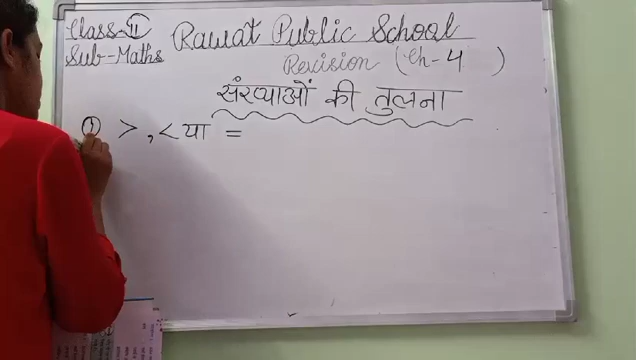 Class-II Rawat Public School
Sub-Maths Revision (Ch-4 )
संख्याओं की तुलना
① >, < या =